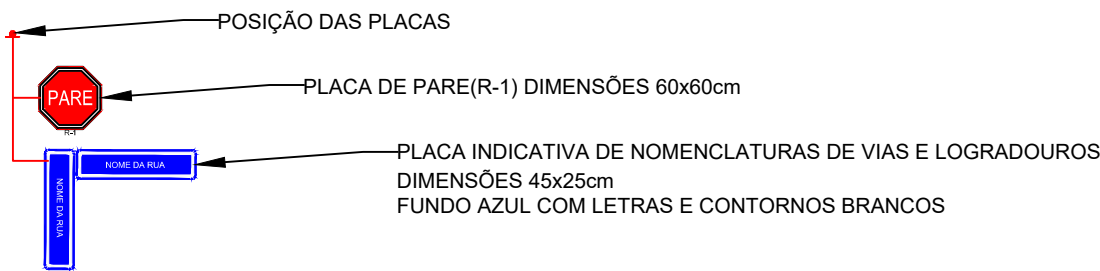 POSIÇÃO DAS PLACAS
PARE
PLACA DE PARE(R-1) DIMENSÕES 60x60cm
R-1
NOME DA RUA
PLACA INDICATIVA DE NOMENCLATURAS DE VIAS E LOGRADOUROS
DIMENSÕES 45x25cm
FUNDO AZUL COM LETRAS E CONTORNOS BRANCOS
NOME DA RUA